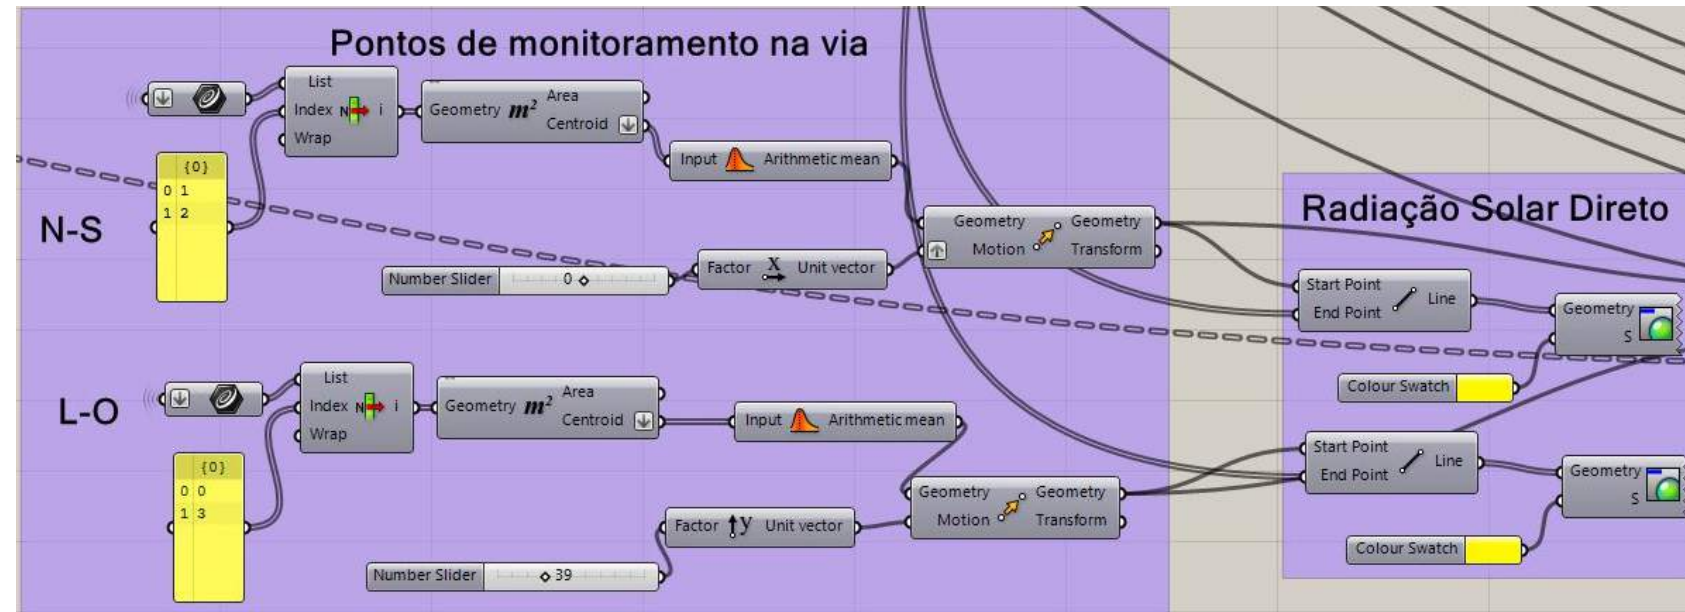 Pontos de monitoramento na via
List
Index
N
i
Wrap
Geometry
m²
Area
Centroid
Input
Arithmetic mean
{0}
0 1
1 2
N-S
Number Slider
0
Factor
X
Unit vector
Geometry
Motion
Geometry
Transform
Radiação Solar Direto
Start Point
End Point
Line
Geometry
S
Colour Swatch
L-O
List
Index
N
i
Wrap
Geometry
m²
Area
Centroid
Input
Arithmetic mean
{0}
0 0
1 3
Number Slider
39
Factor
y
Unit vector
Geometry
Motion
Geometry
Transform
Start Point
End Point
Line
Geometry
S
Colour Swatch